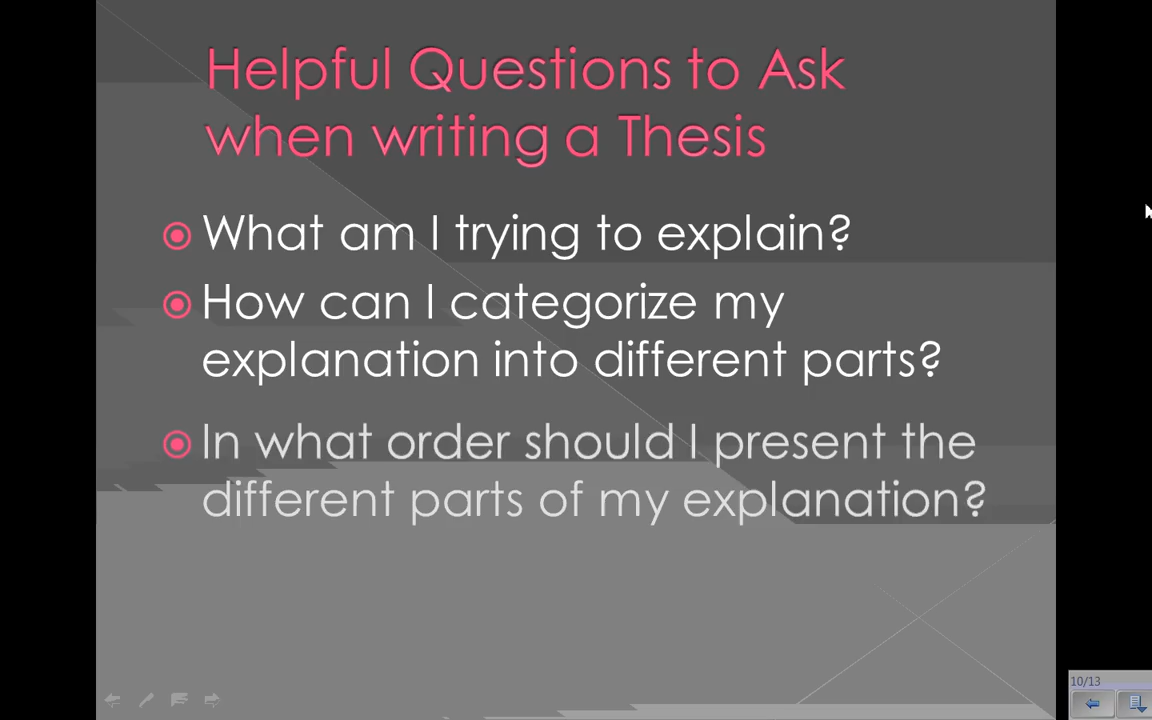 Helpful Questions to Ask
when writing a Thesis
What am I trying to explain?
How can I categorize my
explanation into different parts?
In what order should I present the
different parts of my explanation?
10/13